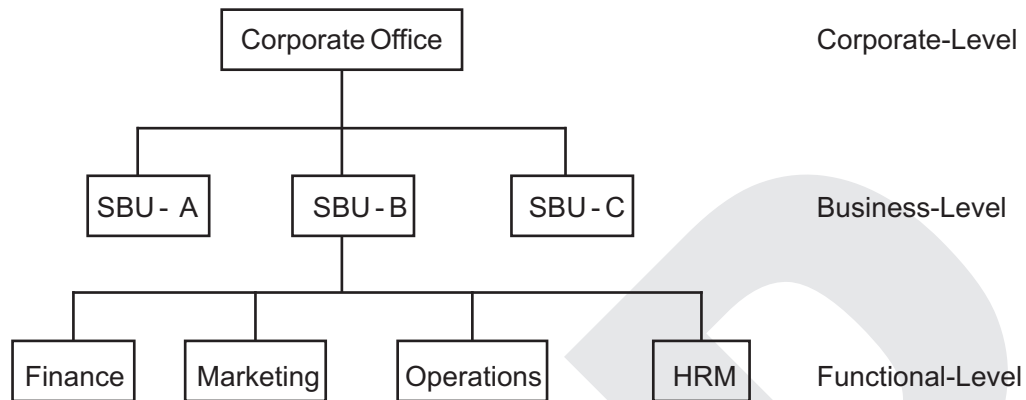 Corporate Office Corporate-Level
SBU - A SBU - B SBU - C Business-Level
Finance Marketing Operations HRM Functional-Level